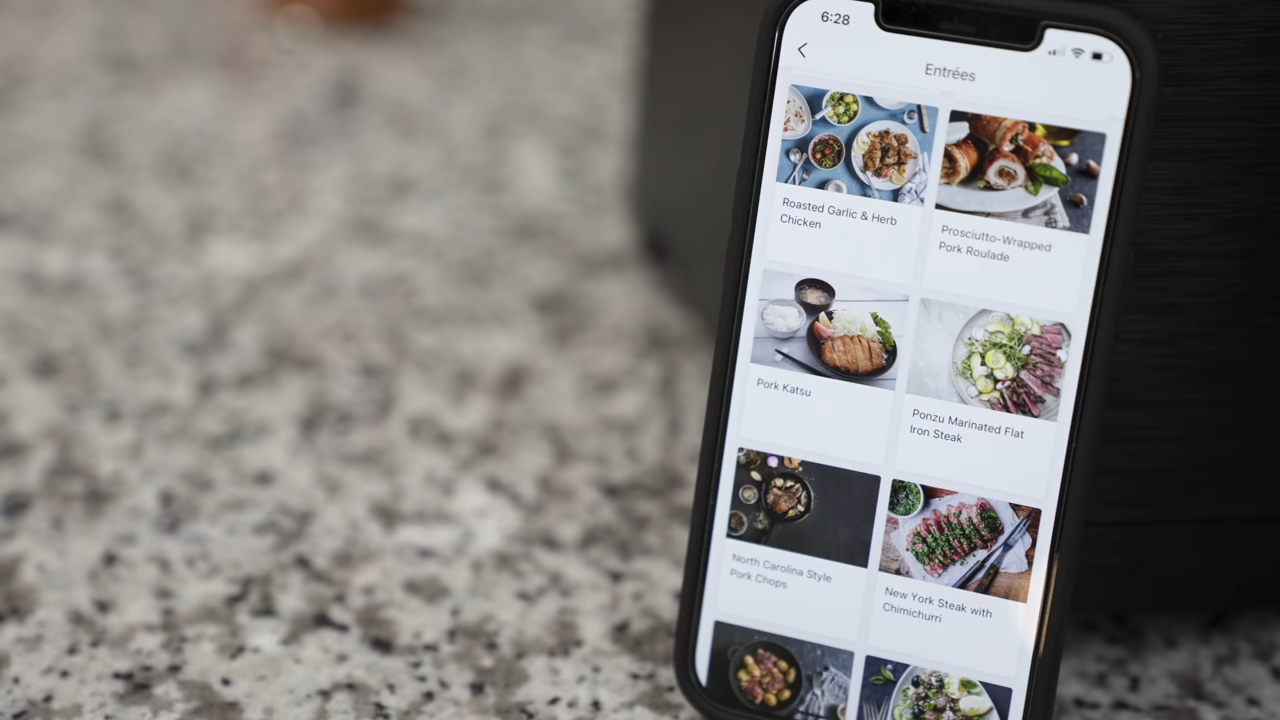 6:28
Entrées
Roasted Garlic & Herb
Chicken
Prosciutto-Wrapped
Pork Roulade
Pork Katsu
Ponzu Marinated Flat
Iron Steak
North Carolina Style
Pork Chops
New York Steak with
Chimichurri